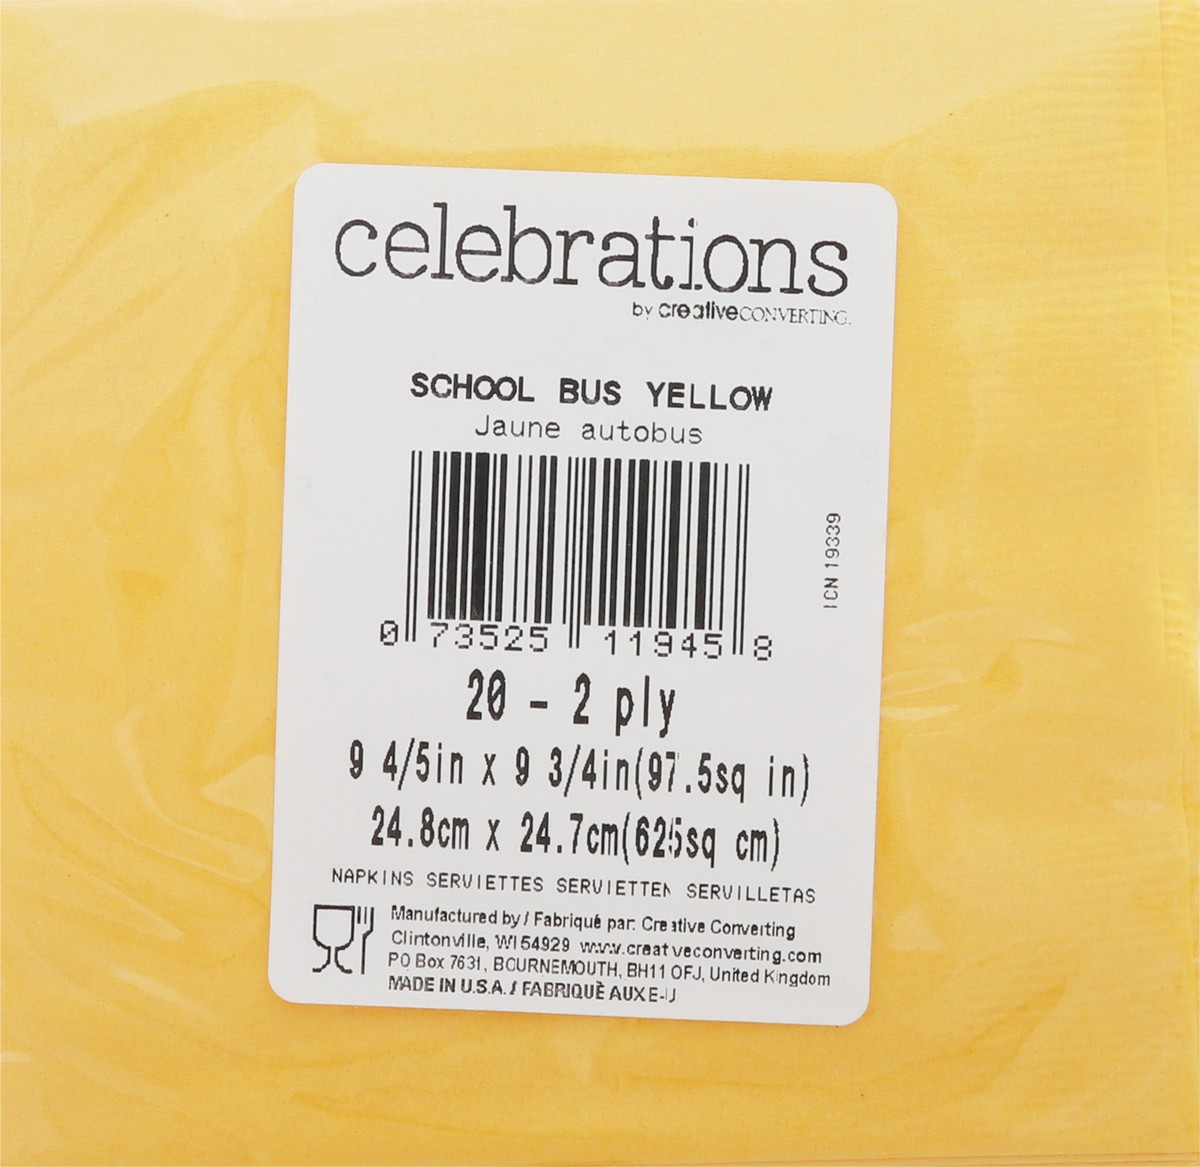 celebrations
by creativeCONVERTING.
SCHOOL BUS YELLOW
Jaune autobus
ICN 19339
0 73525 11945 8
20 - 2 ply
9 4/5in x 9 3/4in(97.5sq in)
24.8cm x 24.7cm(625sq cm)
NAPKINS SERVIETTES SERVIETTEN SERVILLETAS
Manufactured by / Fabriqué par: Creative Converting
Clintonville, WI 54929 www.creativeconverting.com
PO Box 7631, BOURNEMOUTH, BH11 OFJ, United Kingdom
MADE IN U.S.A. / FABRIQUÈ AUX E-U